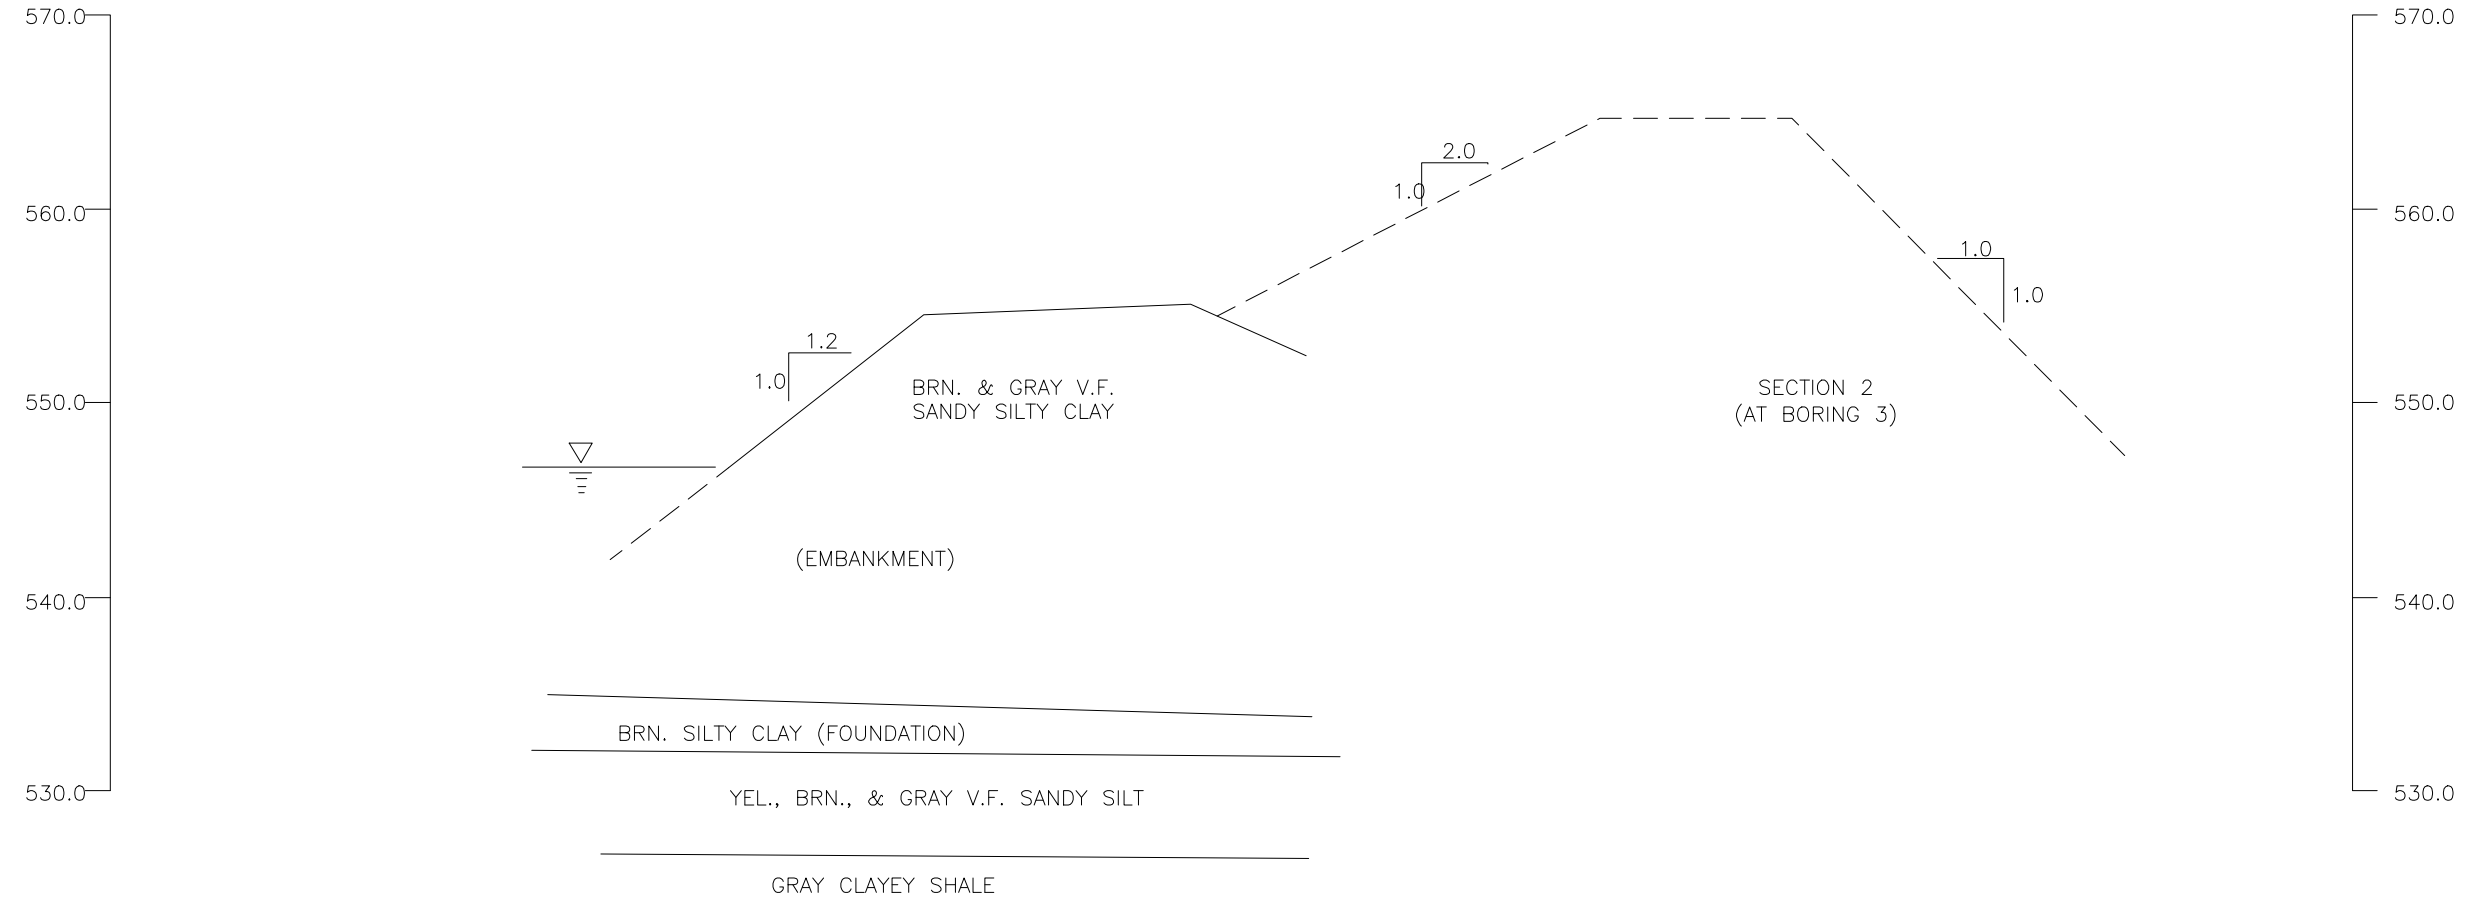 570.0
570.0
2.0
1.0
560.0
560.0
1.0
1.0
1.2
1.0
BRN. & GRAY V.F.
SANDY SILTY CLAY
SECTION 2
(AT BORING 3)
550.0
550.0
(EMBANKMENT)
540.0
540.0
BRN. SILTY CLAY (FOUNDATION)
530.0
YEL., BRN., & GRAY V.F. SANDY SILT
530.0
GRAY CLAYEY SHALE